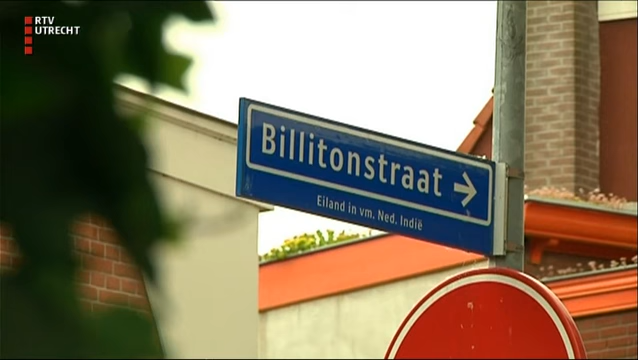 RTV
UTRECHT
Billitonstraat →
Eiland in vm. Ned. Indië